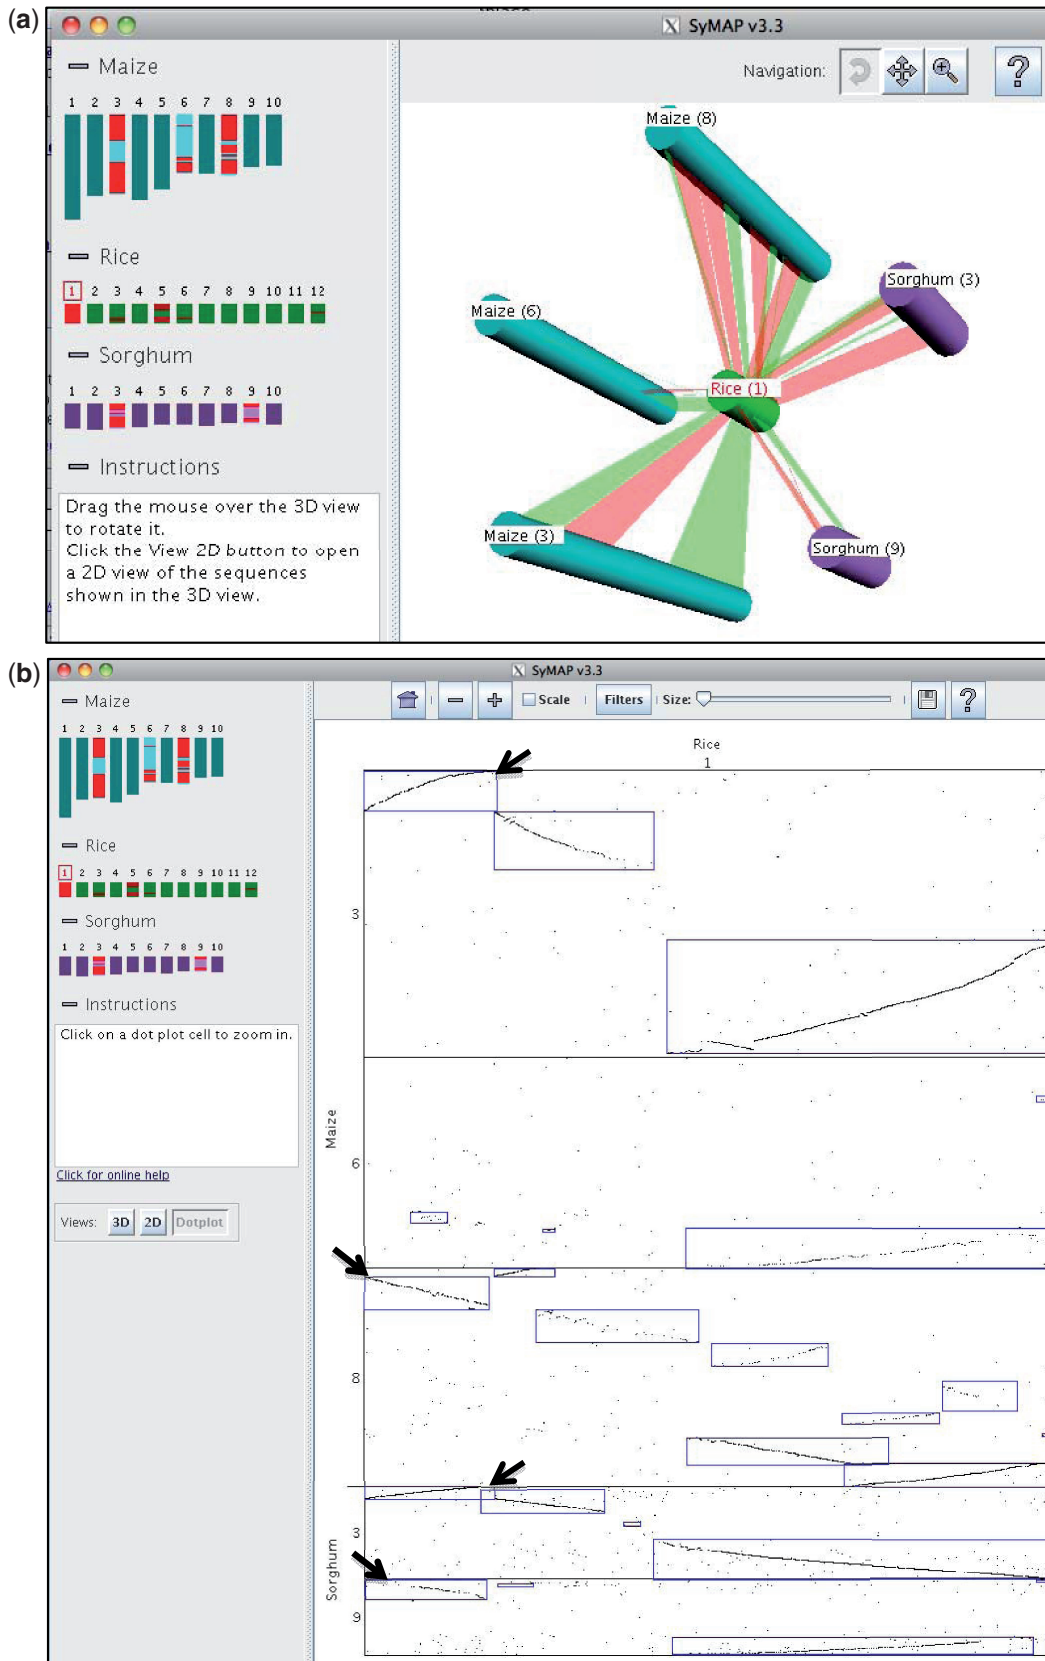 (a)
SyMAP v3.3
Maize
1 2 3 4 5 6 7 8 9 10
Rice
1 2 3 4 5 6 7 8 9 10 11 12
Sorghum
1 2 3 4 5 6 7 8 9 10
Instructions
Drag the mouse over the 3D view
to rotate it.
Click the View 2D button to open
a 2D view of the sequences
shown in the 3D view.
Navigation:
?
Maize (8)
Sorghum (3)
Maize (6)
Rice (1)
Maize (3)
Sorghum (9)
(b)
SyMAP v3.3
Maize
1 2 3 4 5 6 7 8 9 10
Rice
1 2 3 4 5 6 7 8 9 10 11 12
Sorghum
1 2 3 4 5 6 7 8 9 10
Instructions
Click on a dot plot cell to zoom in.
Click for online help
Views: 3D 2D Dotplot
Scale Filters Size: ?
Rice
1
Maize
3
6
8
Sorghum
3
9